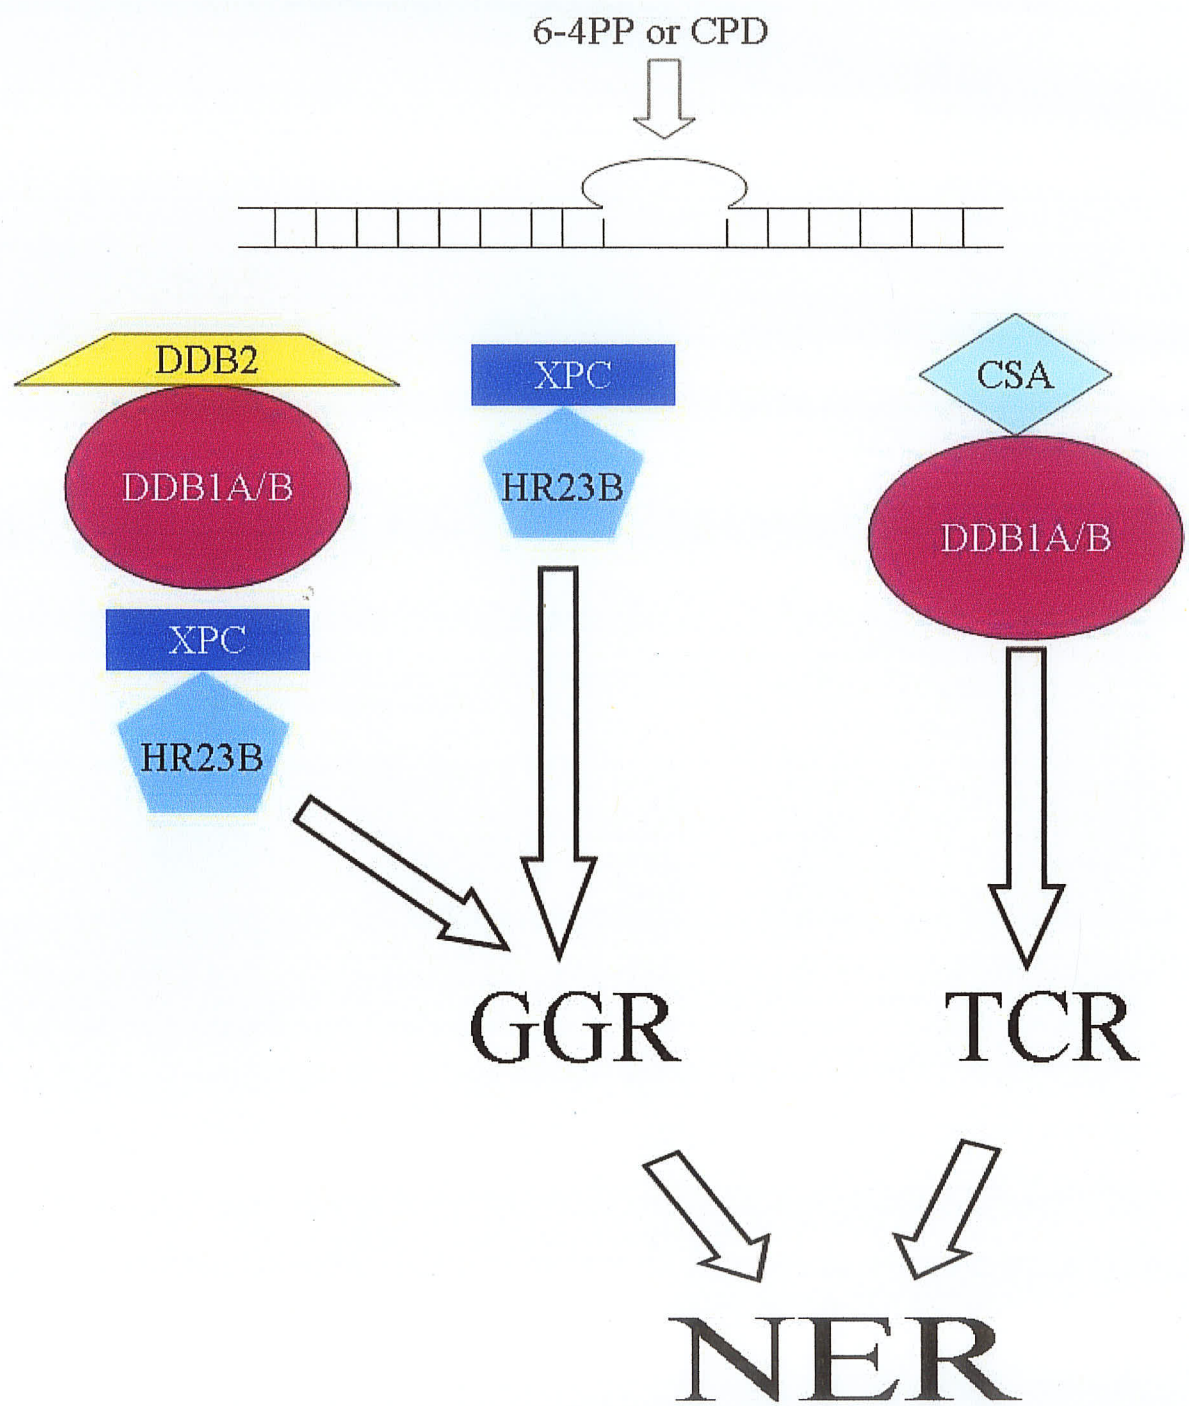 6-4PP or CPD
DDB2
DDB1A/B
XPC
HR23B
XPC
HR23B
CSA
DDB1A/B
GGR
TCR
NER